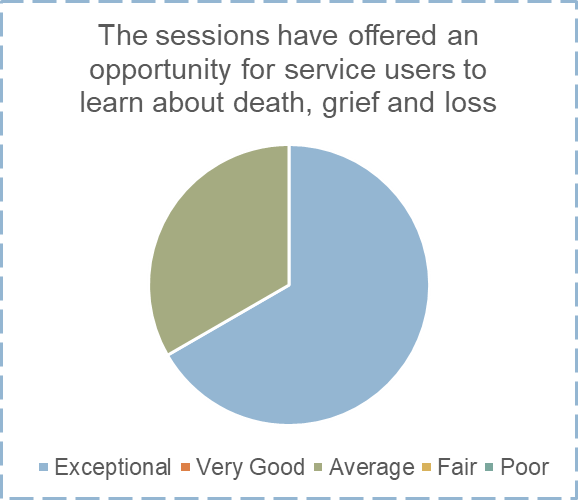 The sessions have offered an
opportunity for service users to
learn about death, grief and loss
Exceptional Very Good Average Fair Poor